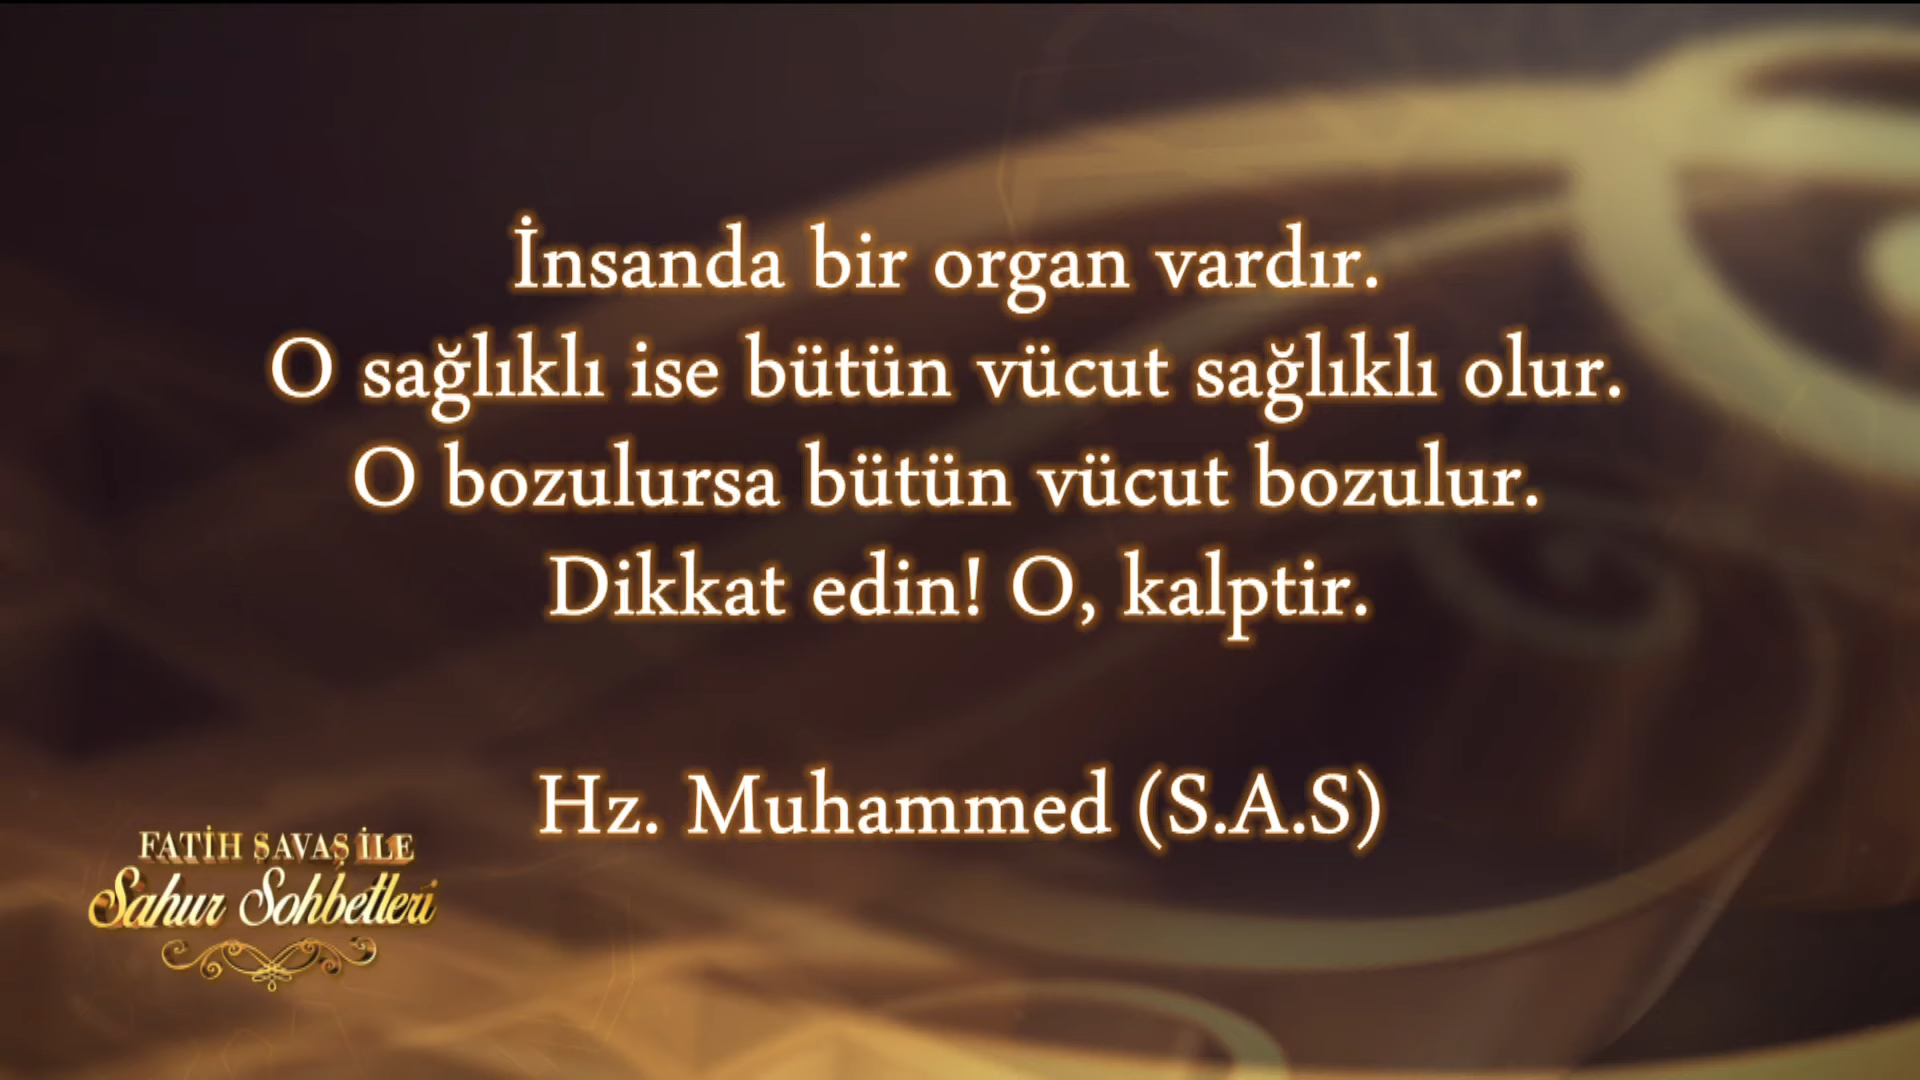 İnsanda bir organ vardır.
O sağlıklı ise bütün vücut sağlıklı olur.
O bozulursa bütün vücut bozulur.
Dikkat edin! O, kalptir.
Hz. Muhammed (S.A.S)
FATİH SAVAŞ İLE
Sahur Sohbetleri